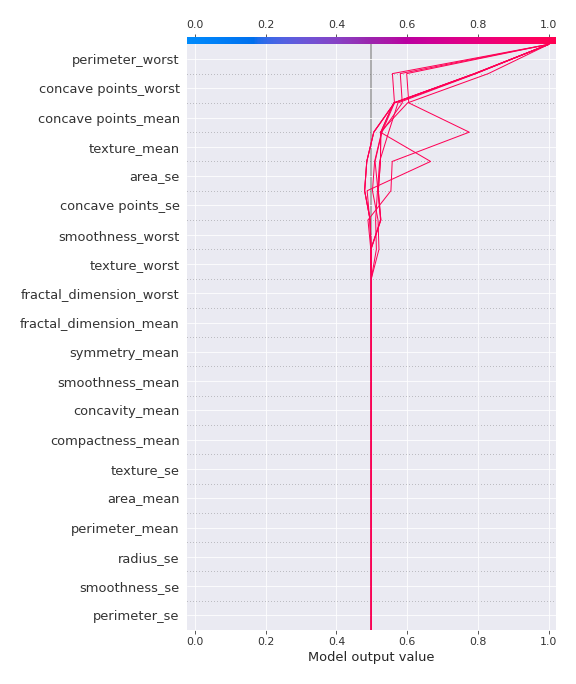 0.0 0.2 0.4 0.6 0.8 1.0
perimeter_worst
concave points_worst
concave points_mean
texture_mean
area_se
concave points_se
smoothness_worst
texture_worst
fractal_dimension_worst
fractal_dimension_mean
symmetry_mean
smoothness_mean
concavity_mean
compactness_mean
texture_se
area_mean
perimeter_mean
radius_se
smoothness_se
perimeter_se
0.0 0.2 0.4 0.6 0.8 1.0
Model output value